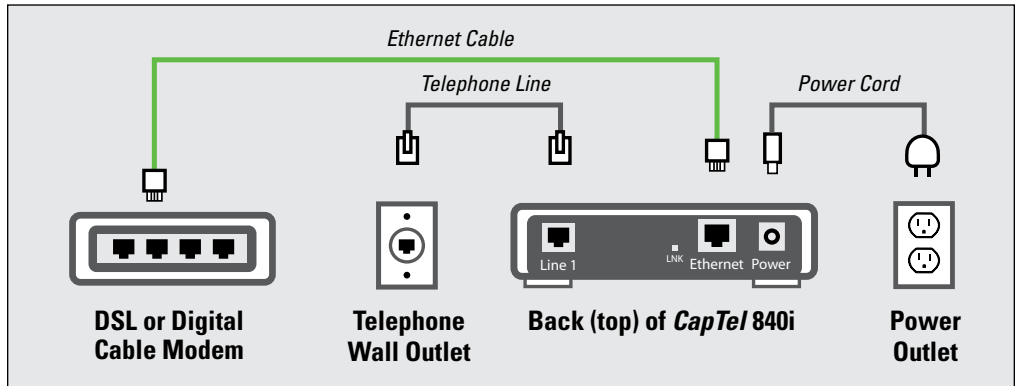 Ethernet Cable
Telephone Line
Power Cord
Line 1
LNK
Ethernet
Power
DSL or Digital
Cable Modem
Telephone
Wall Outlet
Back (top) of CapTel 840i
Power
Outlet